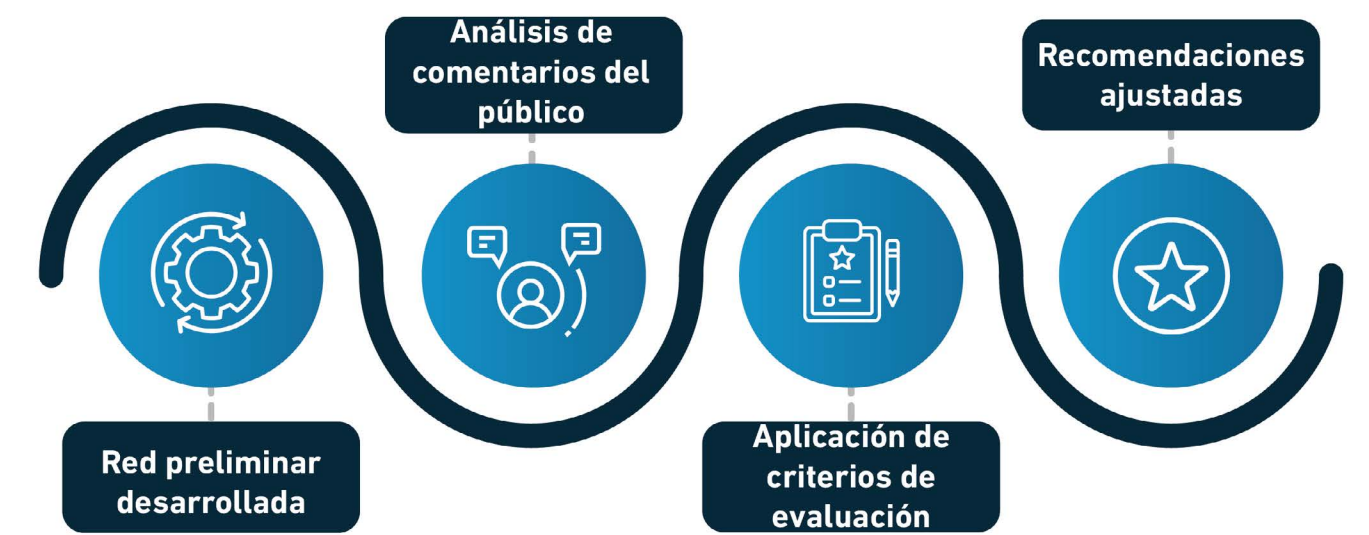 Red preliminar
desarrollada
Análisis de
comentarios del
público
Aplicación de
criterios de
evaluación
Recomendaciones
ajustadas